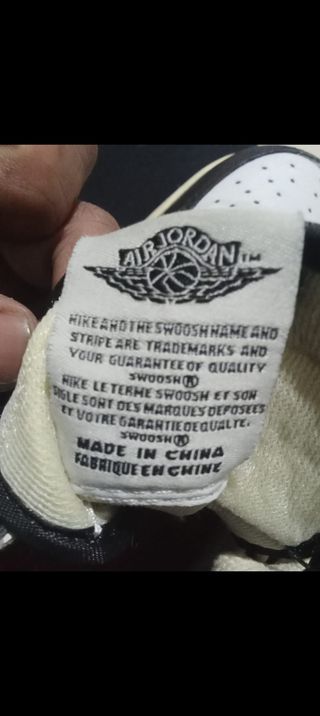 AIR JORDAN TM
NIKE AND THE SWOOSH NAME AND
STRIPE ARE TRADEMARKS AND
YOUR GUARANTEE OF QUALITY
SWOOSH®
NIKE LE TERME SWOOSH ET SON
SIGLE SONT DES MARQUES DEPOSEES
ET VOTRE GARANTIE DE QUALTE.
SWOOSH®
MADE IN CHINA
FABRIQUE EN CHINE